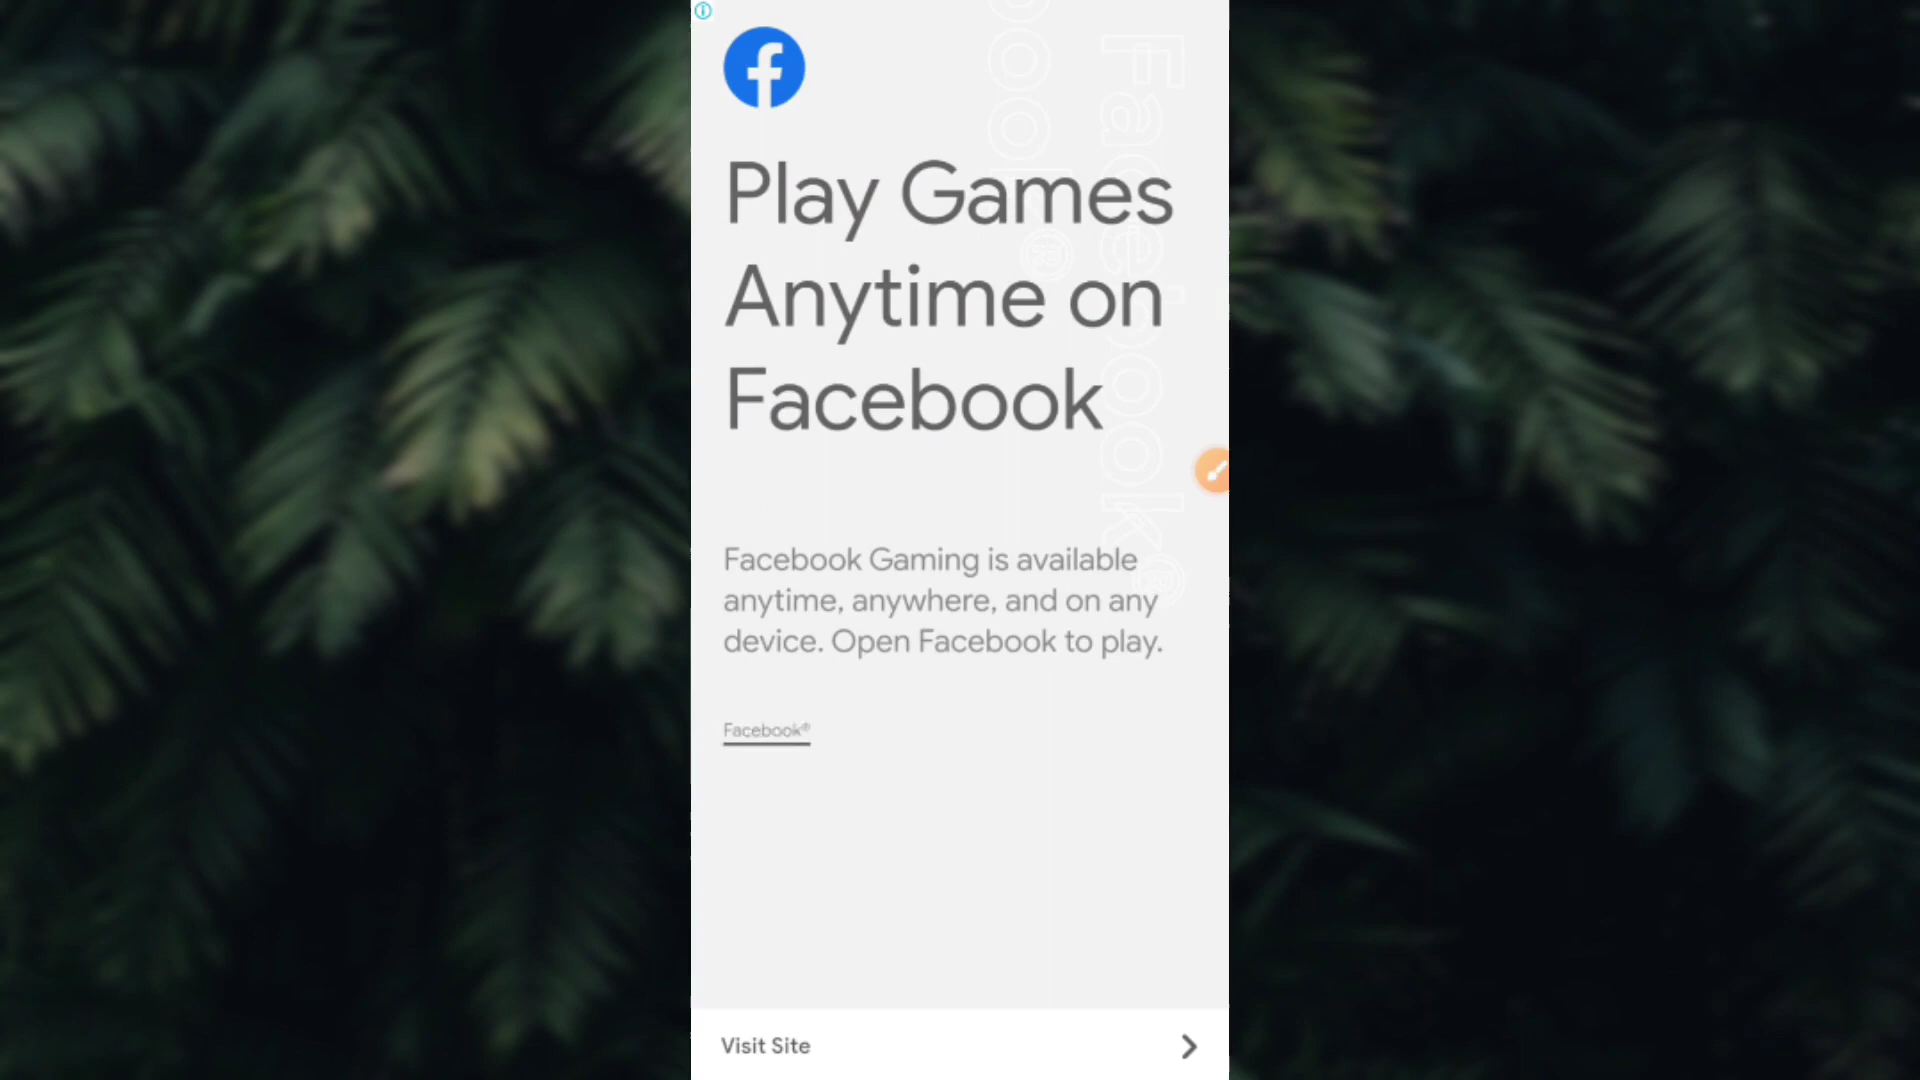 Play Games
Anytime on
Facebook
Facebook Gaming is available
anytime, anywhere, and on any
device. Open Facebook to play.
Facebook®
Visit Site
Facebook®